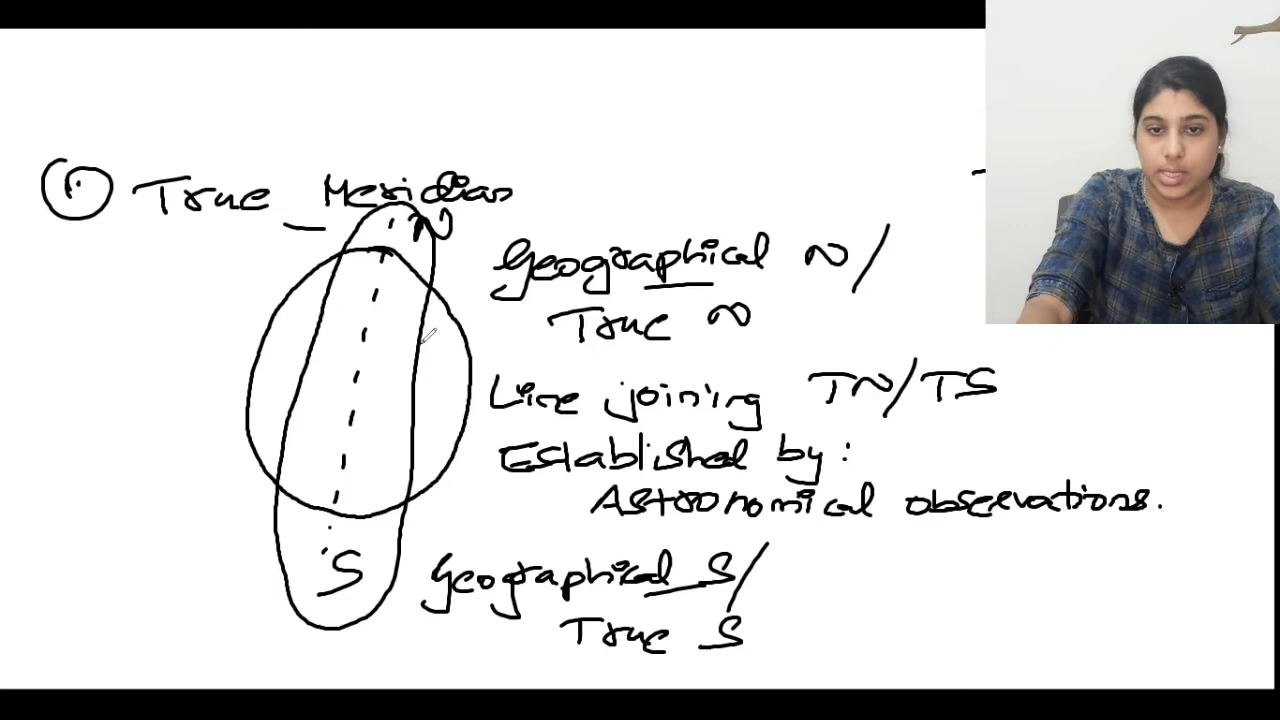 ① True Meridian
N
Geographical N/
True N
Line joining TN/TS
Established by:
Astronomical observations.
S
Geographical S/
True S